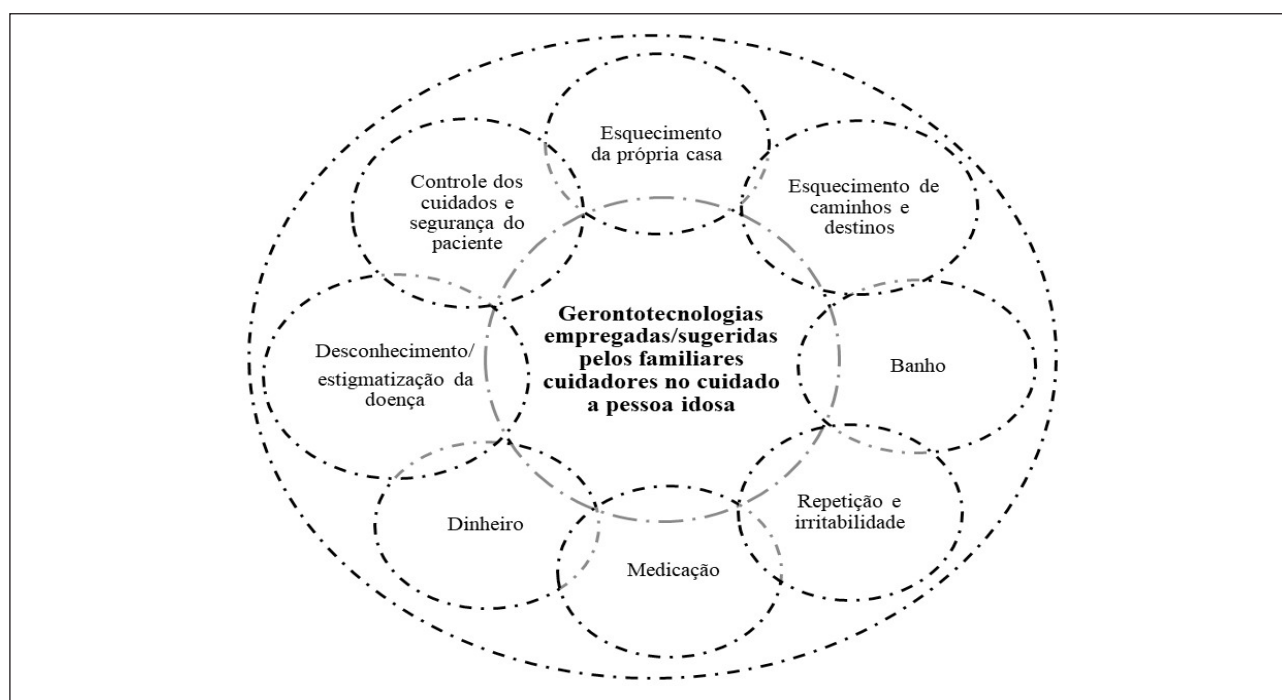 Esquecimento
da própria casa
Esquecimento de
caminhos e
destinos
Banho
Repetição e
irritabilidade
Medicação
Dinheiro
Desconhecimento/
estigmatização da
doença
Controle dos
cuidados e
segurança do
paciente
Gerontotecnologias
empregadas/sugeridas
pelos familiares
cuidadores no cuidado
a pessoa idosa